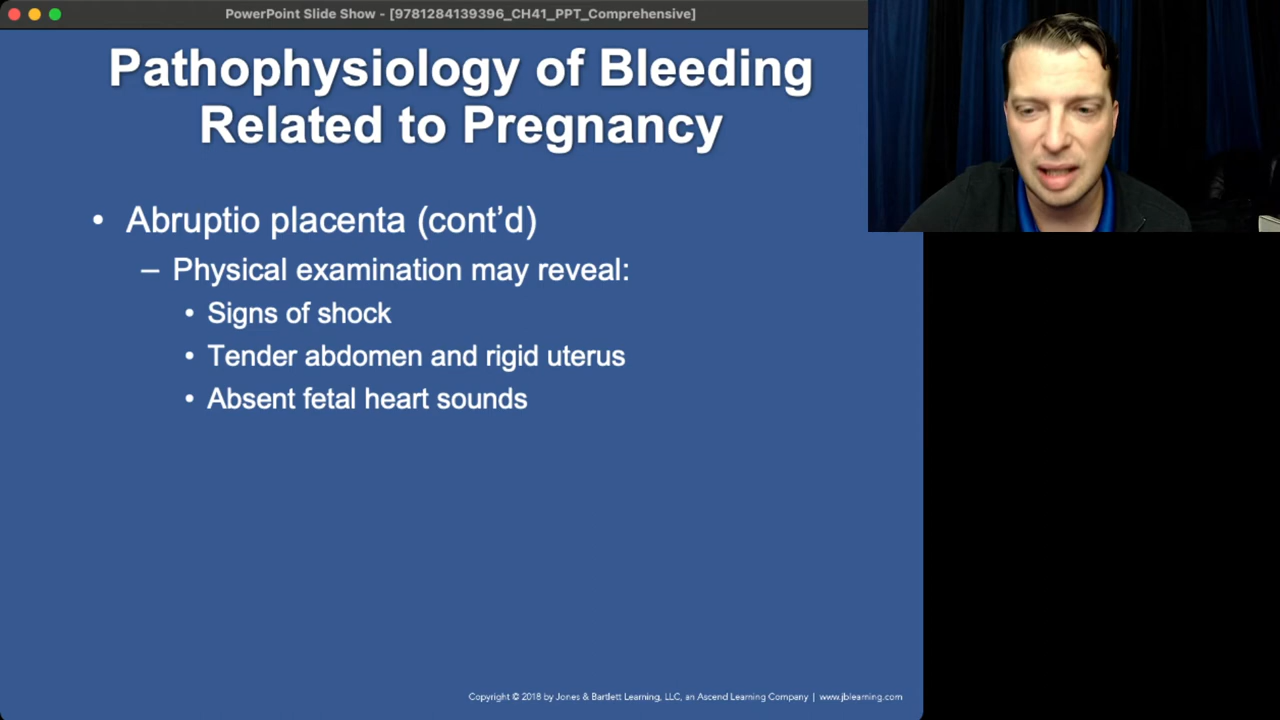 PowerPoint Slide Show - [9781284139396_CH41_PPT_Comprehensive]
Pathophysiology of Bleeding
Related to Pregnancy
• Abruptio placenta (cont’d)
– Physical examination may reveal:
• Signs of shock
• Tender abdomen and rigid uterus
• Absent fetal heart sounds
Copyright © 2018 by Jones & Bartlett Learning, LLC, an Ascend Learning Company | www.jblearning.com